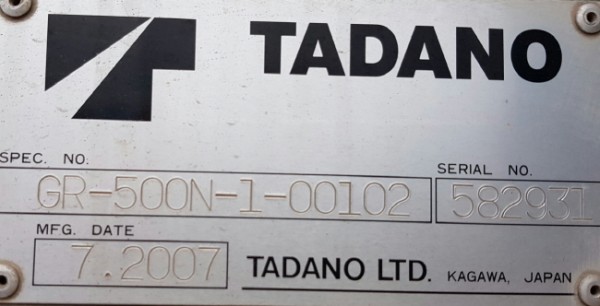 TADANO
SPEC. NO.
SERIAL NO.
GR-500N-1-00102 582931
MFG. DATE
7.2007 TADANO LTD. KAGAWA, JAPAN